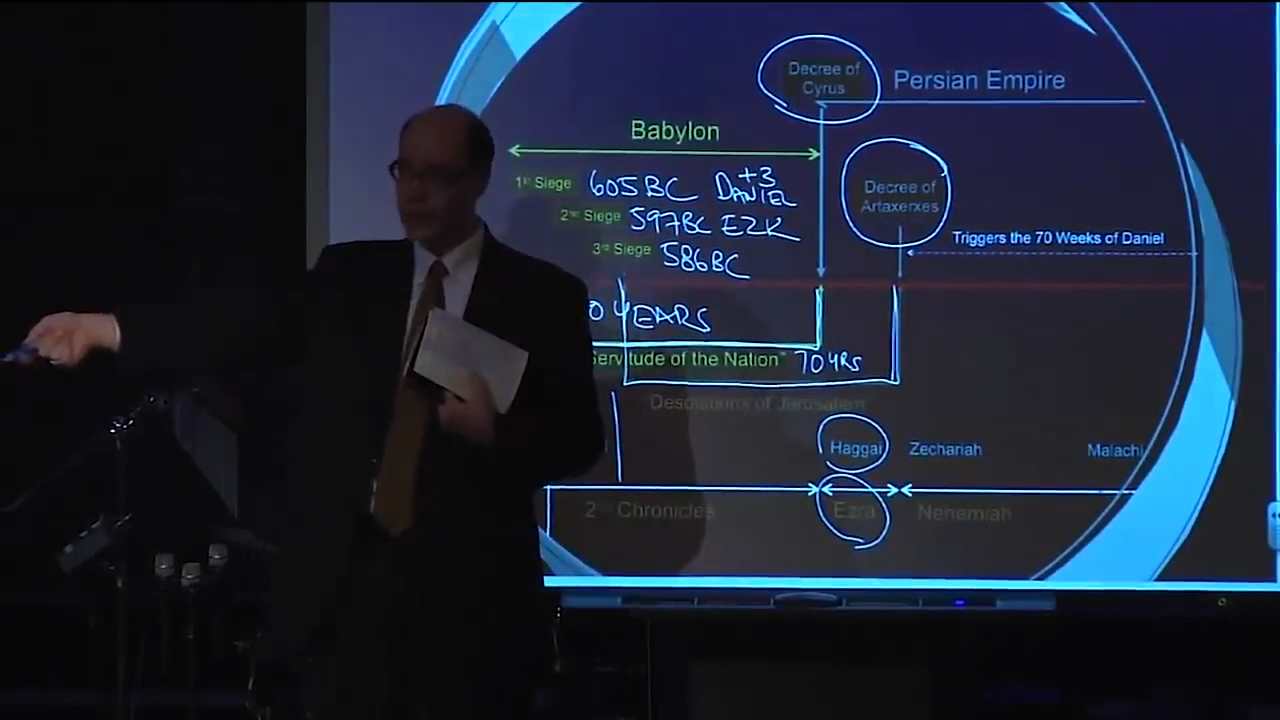 Decree of
Cyrus
Persian Empire
Babylon
1st Siege 605BC DANIEL +3
2nd Siege 597BC EZK
3rd Siege 586BC
Decree of
Artaxerxes
Triggers the 70 Weeks of Daniel
0 YEARS
Servitude of the Nation" 70 YRS
"Desolations of Jerusalem
Haggai Zechariah Malachi
2nd Chronicles Ezra Nehemiah